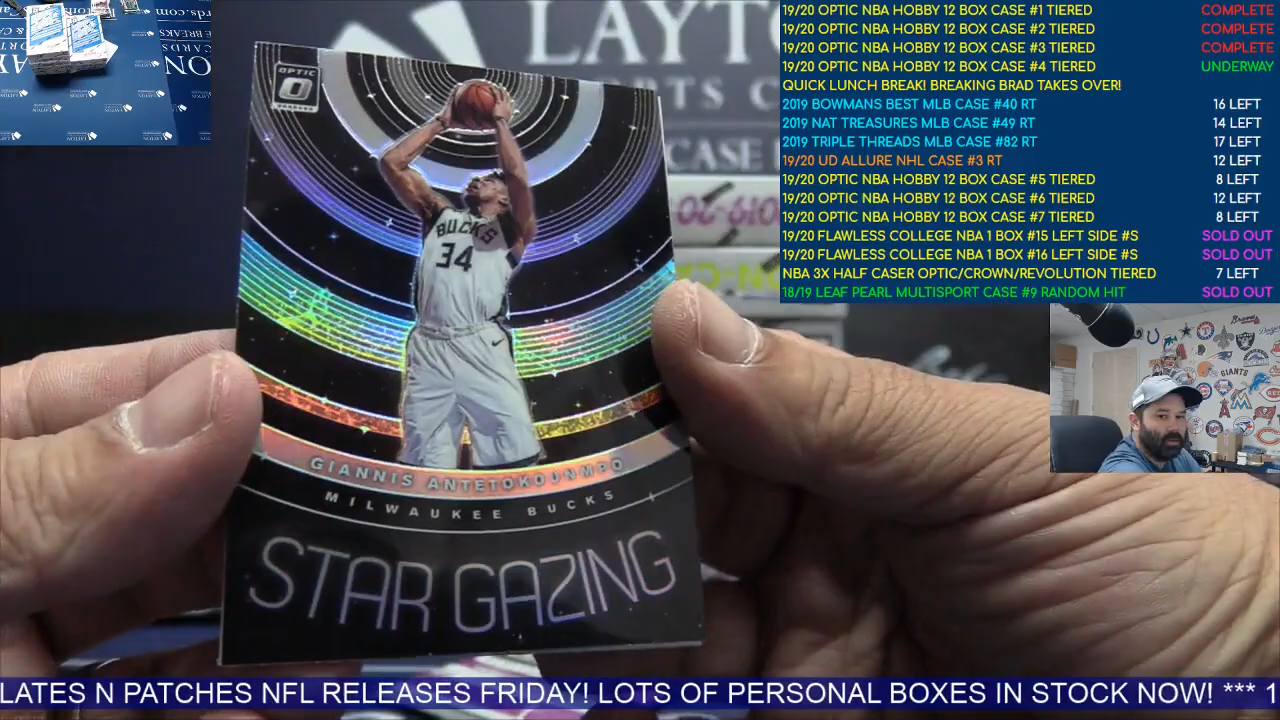 LAYTON
SPORTS C
CASE BREAK
OPTIC
BUCKS
34
GIANNIS ANTETOKOUNMPO
MILWAUKEE BUCKS
STAR GAZING
19/20 OPTIC NBA HOBBY 12 BOX CASE #1 TIERED COMPLETE
19/20 OPTIC NBA HOBBY 12 BOX CASE #2 TIERED COMPLETE
19/20 OPTIC NBA HOBBY 12 BOX CASE #3 TIERED COMPLETE
19/20 OPTIC NBA HOBBY 12 BOX CASE #4 TIERED UNDERWAY
QUICK LUNCH BREAK! BREAKING BRAD TAKES OVER!
2019 BOWMANS BEST MLB CASE #40 RT 16 LEFT
2019 NAT TREASURES MLB CASE #49 RT 14 LEFT
2019 TRIPLE THREADS MLB CASE #82 RT 17 LEFT
19/20 UD ALLURE NHL CASE #3 RT 12 LEFT
19/20 OPTIC NBA HOBBY 12 BOX CASE #5 TIERED 8 LEFT
19/20 OPTIC NBA HOBBY 12 BOX CASE #6 TIERED 12 LEFT
19/20 OPTIC NBA HOBBY 12 BOX CASE #7 TIERED 8 LEFT
19/20 FLAWLESS COLLEGE NBA 1 BOX #15 LEFT SIDE #S SOLD OUT
19/20 FLAWLESS COLLEGE NBA 1 BOX #16 LEFT SIDE #S SOLD OUT
NBA 3X HALF CASER OPTIC/CROWN/REVOLUTION TIERED 7 LEFT
18/19 LEAF PEARL MULTISPORT CASE #9 RANDOM HIT SOLD OUT
Braves
GIANTS
REDS
LATES N PATCHES NFL RELEASES FRIDAY! LOTS OF PERSONAL BOXES IN STOCK NOW! *** 1